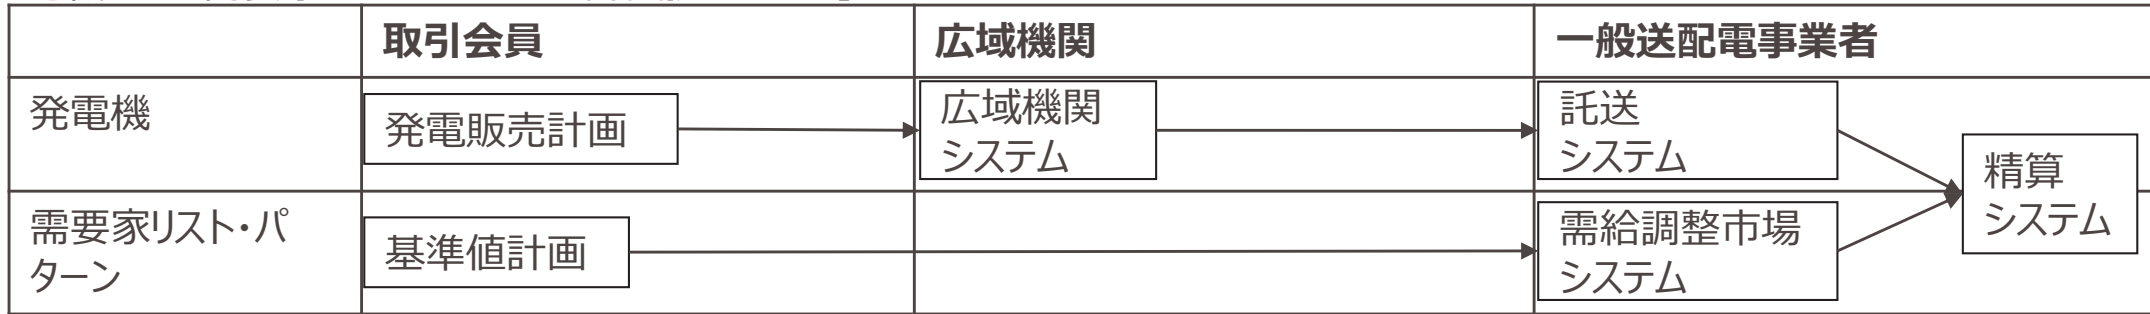 取引会員
広域機関
一般送配電事業者
発電機
発電販売計画
広域機関
システム
託送
システム
精算
システム
需要家リスト・パ
ターン
基準値計画
需給調整市場
システム